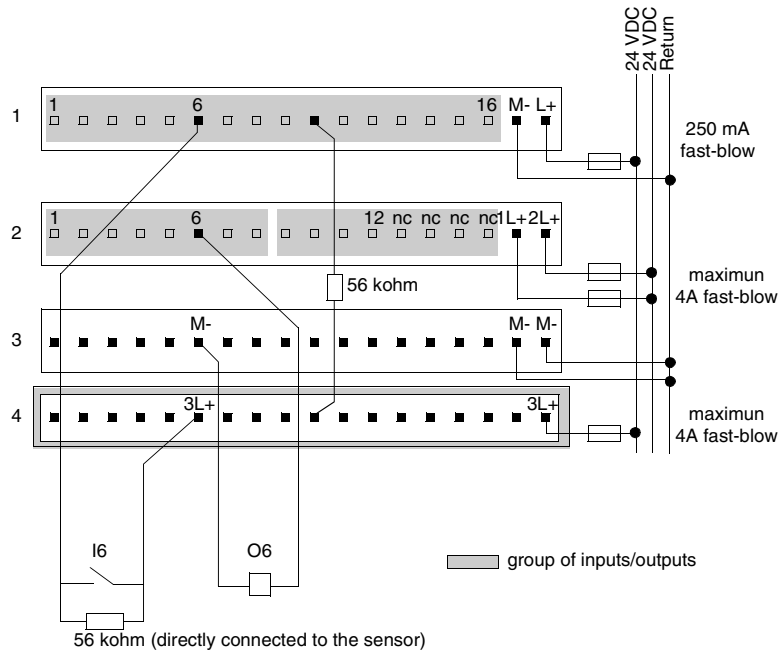 24 VDC
24 VDC
Return
1 6 16 M- L+
1
250 mA
fast-blow
1 6 12 nc nc nc nc 1L+ 2L+
2
56 kohm
maximun
4A fast-blow
M- M- M-
3
3L+ 3L+
4
maximun
4A fast-blow
I6 O6
group of inputs/outputs
56 kohm (directly connected to the sensor)